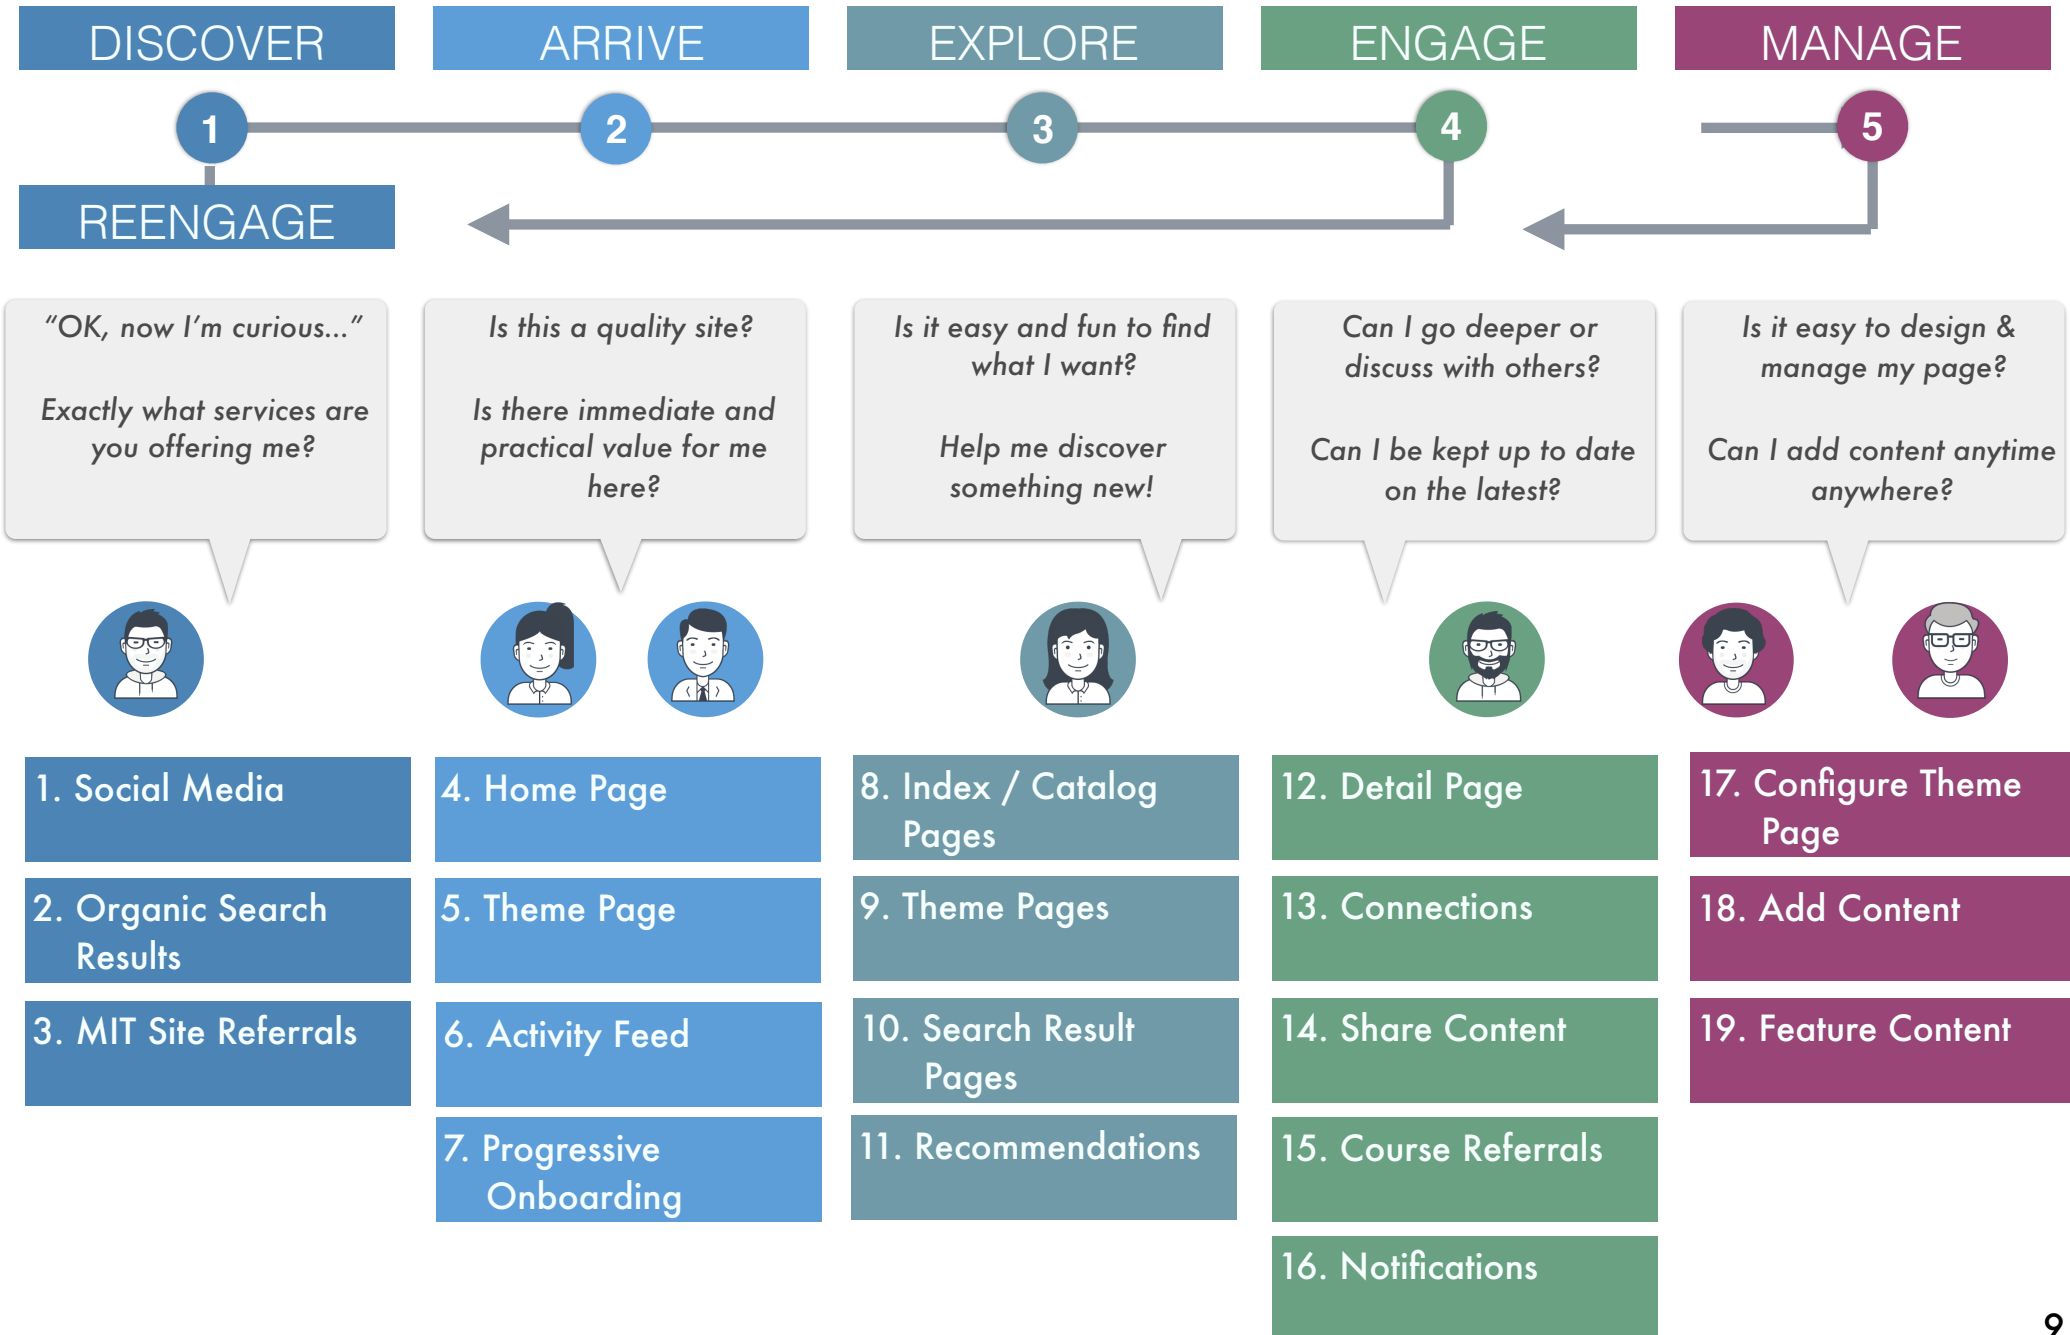 DISCOVER
ARRIVE
EXPLORE
ENGAGE
MANAGE
1
2
3
4
5
REENGAGE
“OK, now I’m curious...”
Exactly what services are
you offering me?
Is this a quality site?
Is there immediate and
practical value for me
here?
Is it easy and fun to find
what I want?
Help me discover
something new!
Can I go deeper or
discuss with others?
Can I be kept up to date
on the latest?
Is it easy to design &
manage my page?
Can I add content anytime
anywhere?
1. Social Media
2. Organic Search
Results
3. MIT Site Referrals
4. Home Page
5. Theme Page
6. Activity Feed
7. Progressive
Onboarding
8. Index / Catalog
Pages
9. Theme Pages
10. Search Result
Pages
11. Recommendations
12. Detail Page
13. Connections
14. Share Content
15. Course Referrals
16. Notifications
17. Configure Theme
Page
18. Add Content
19. Feature Content
9